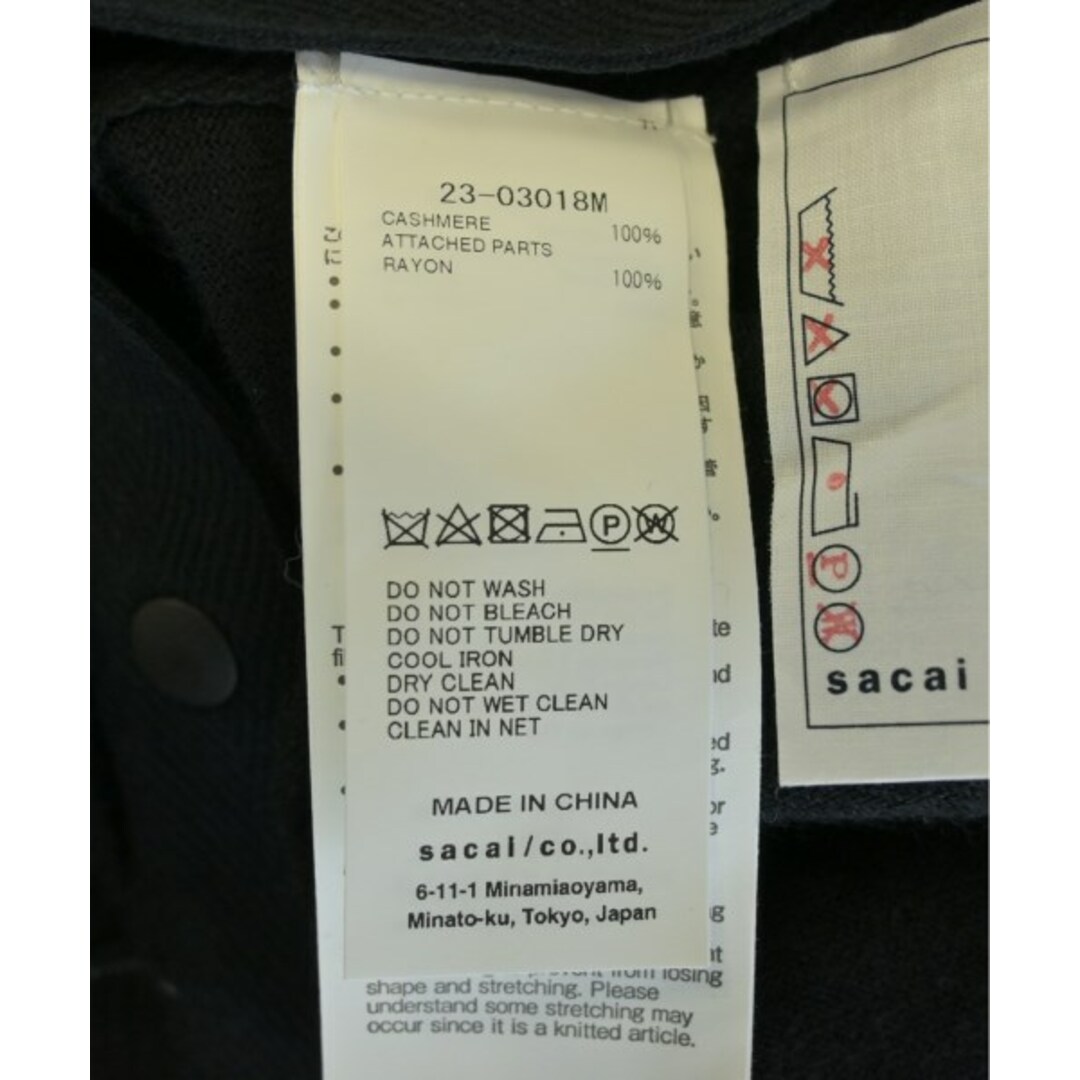 23-03018M
CASHMERE 100%
ATTACHED PARTS
RAYON 100%
P W
DO NOT WASH
DO NOT BLEACH
DO NOT TUMBLE DRY
COOL IRON
DRY CLEAN
DO NOT WET CLEAN
CLEAN IN NET
MADE IN CHINA
sacai/co.,ltd.
6-11-1 Minamiaoyama,
Minato-ku, Tokyo, Japan
from losing
shape and stretching. Please
understand some stretching may
occur since it is a knitted article.
P
sacai